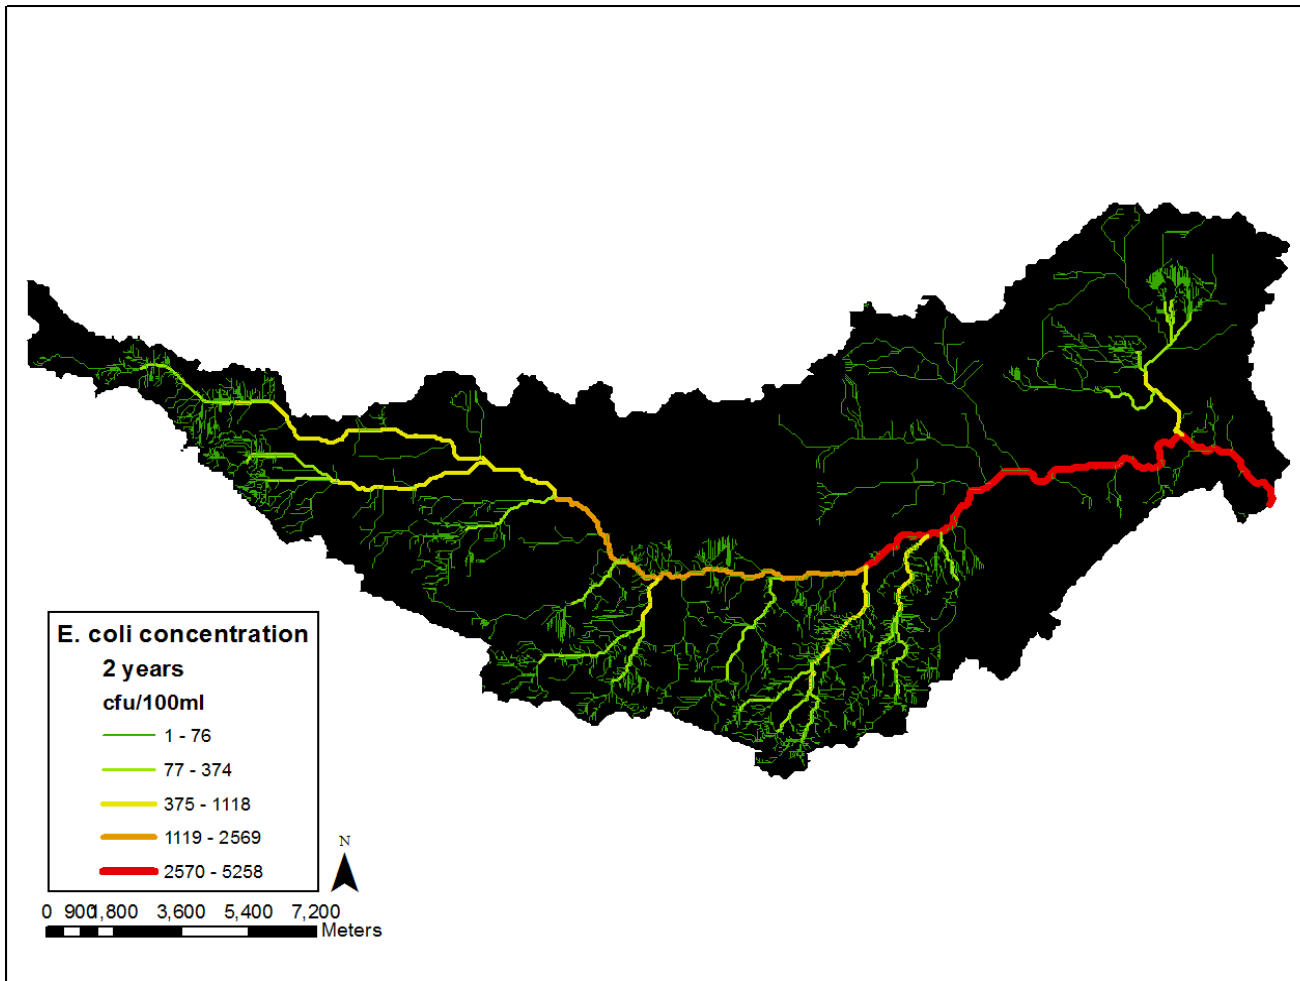 E. coli concentration
2 years
cfu/100ml
1 - 76
77 - 374
375 - 1118
1119 - 2569
2570 - 5258
N
0 900 1,800 3,600 5,400 7,200
Meters